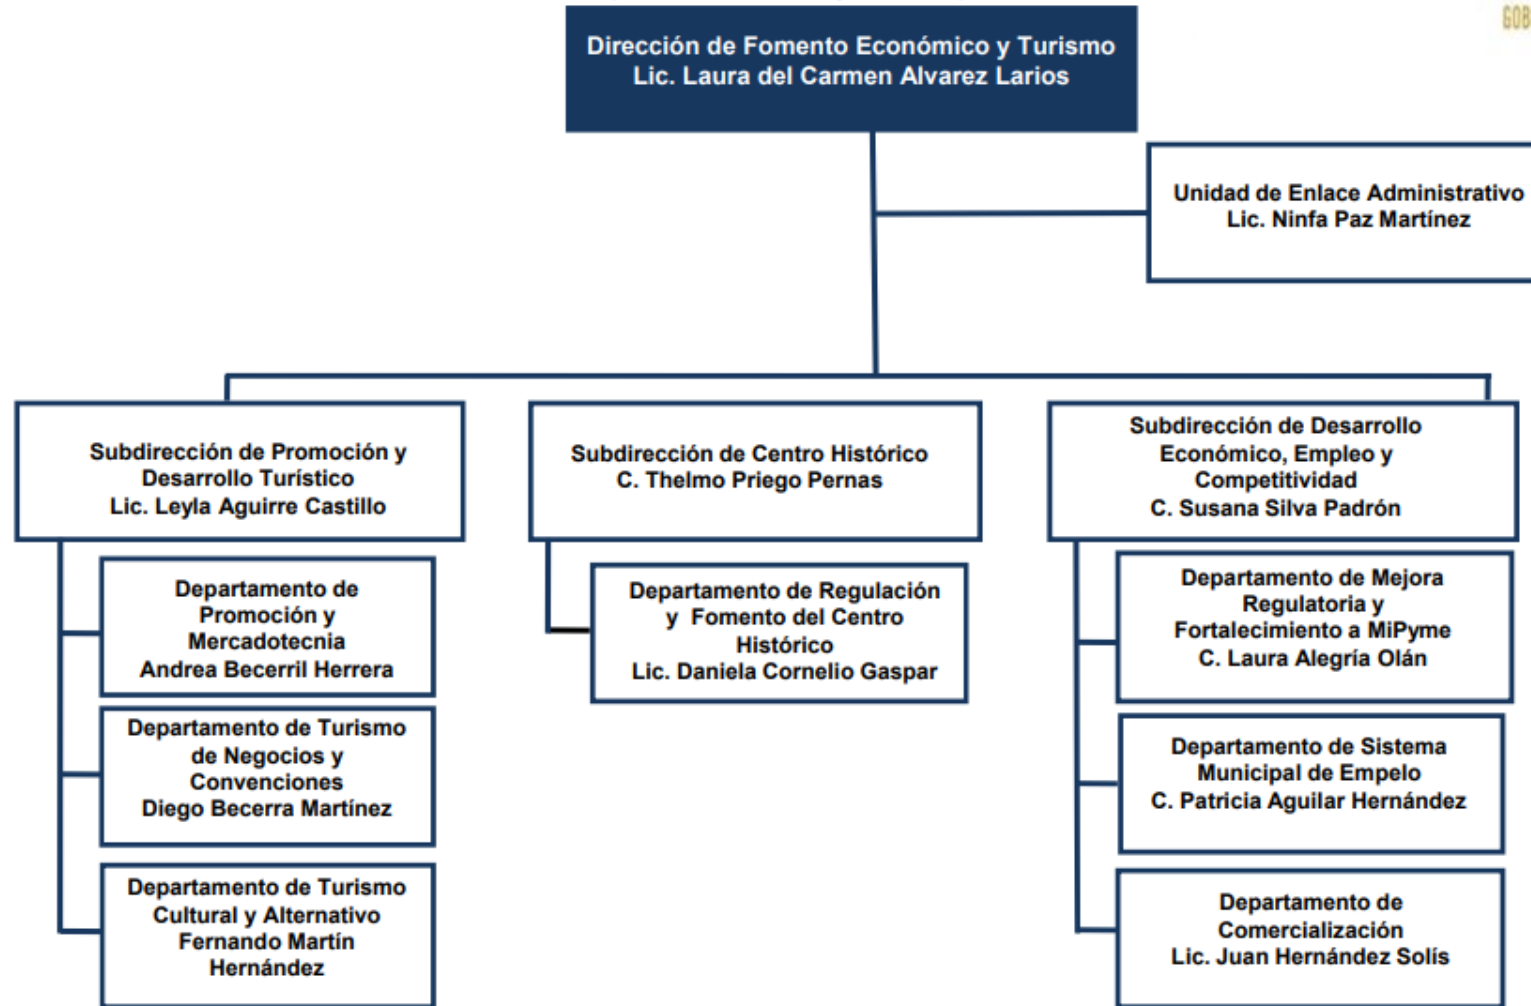 Dirección de Fomento Económico y Turismo
Lic. Laura del Carmen Alvarez Larios
Unidad de Enlace Administrativo
Lic. Ninfa Paz Martínez
Subdirección de Promoción y
Desarrollo Turístico
Lic. Leyla Aguirre Castillo
Departamento de
Promoción y
Mercadotecnia
Andrea Becerril Herrera
Departamento de Turismo
de Negocios y
Convenciones
Diego Becerra Martínez
Departamento de Turismo
Cultural y Alternativo
Fernando Martín
Hernández
Subdirección de Centro Histórico
C. Thelmo Priego Pernas
Departamento de Regulación
y Fomento del Centro
Histórico
Lic. Daniela Cornelio Gaspar
Subdirección de Desarrollo
Económico, Empleo y
Competitividad
C. Susana Silva Padrón
Departamento de Mejora
Regulatoria y
Fortalecimiento a MiPyme
C. Laura Alegría Olán
Departamento de Sistema
Municipal de Empelo
C. Patricia Aguilar Hernández
Departamento de
Comercialización
Lic. Juan Hernández Solís